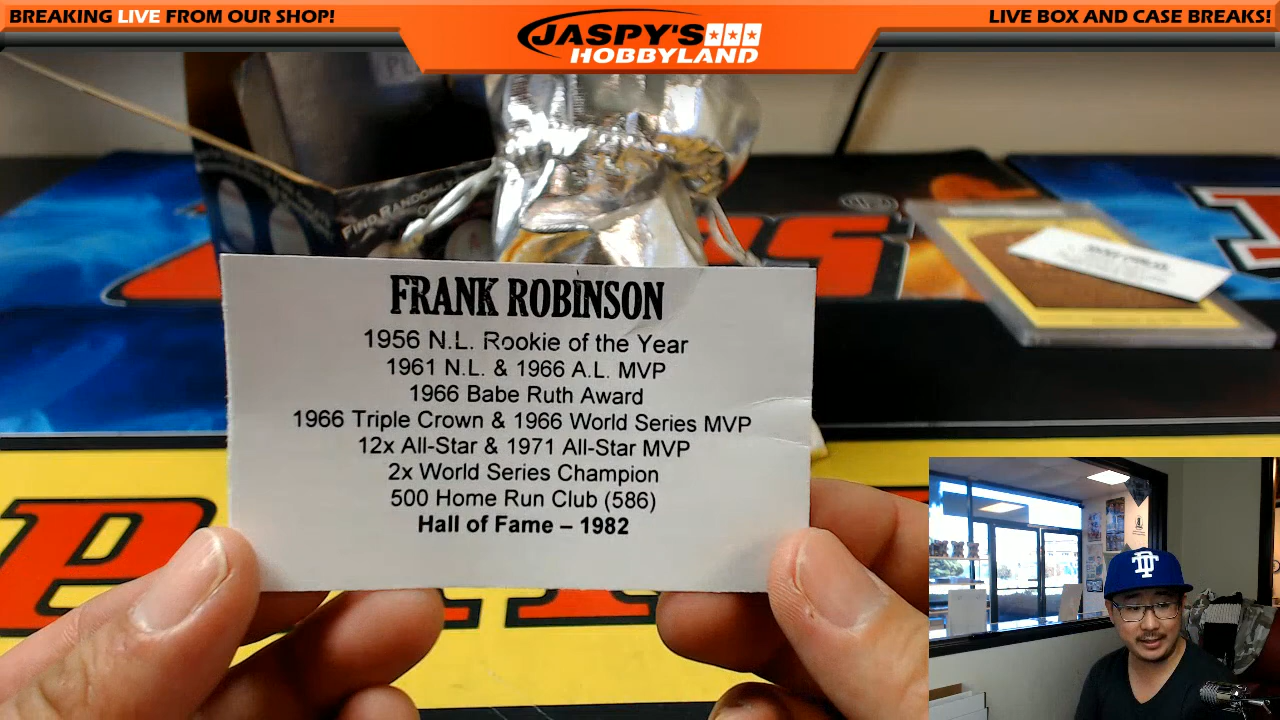 BREAKING LIVE FROM OUR SHOP!
JASPY'S
HOBBYLAND
LIVE BOX AND CASE BREAKS!
FIND RANDOMLY
FRANK ROBINSON
1956 N.L. Rookie of the Year
1961 N.L. & 1966 A.L. MVP
1966 Babe Ruth Award
1966 Triple Crown & 1966 World Series MVP
12x All-Star & 1971 All-Star MVP
2x World Series Champion
500 Home Run Club (586)
Hall of Fame – 1982